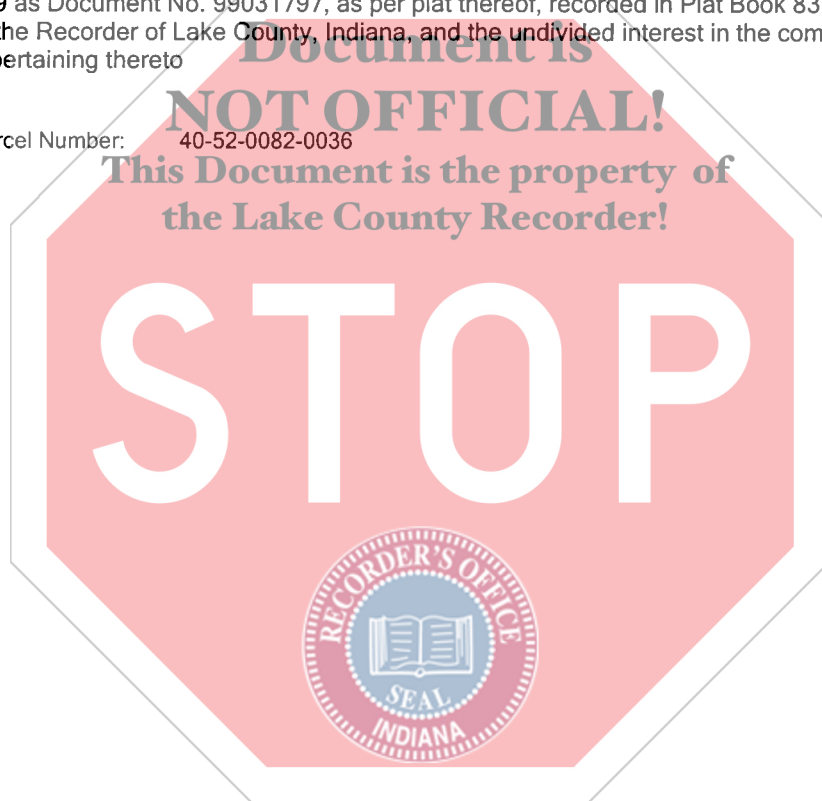 9 as Document No. 99031797, as per plat thereof, recorded in Plat Book 83
the Recorder of Lake County, Indiana, and the undivided interest in the com
pertaining thereto
Document is
NOT OFFICIAL!
rcel Number: 40-52-0082-0036
This Document is the property of
the Lake County Recorder!
STOP
RECORDER'S OFFICE
SEAL
INDIANA